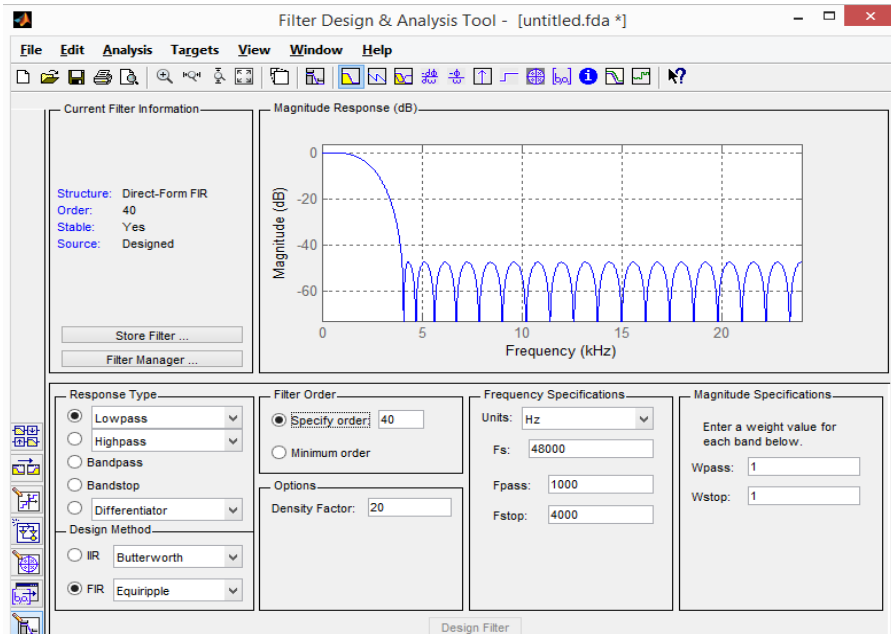 Filter Design & Analysis Tool - [untitled.fda *]
File Edit Analysis Targets View Window Help
Current Filter Information
Structure: Direct-Form FIR
Order: 40
Stable: Yes
Source: Designed
Store Filter ...
Filter Manager ...
Magnitude Response (dB)
Magnitude (dB)
0
-20
-40
-60
0 5 10 15 20
Frequency (kHz)
Response Type
Lowpass
Highpass
Bandpass
Bandstop
Differentiator
Design Method
IIR Butterworth
FIR Equiripple
Filter Order
Specify order: 40
Minimum order
Options
Density Factor: 20
Frequency Specifications
Units: Hz
Fs: 48000
Fpass: 1000
Fstop: 4000
Magnitude Specifications
Enter a weight value for
each band below.
Wpass: 1
Wstop: 1
Design Filter